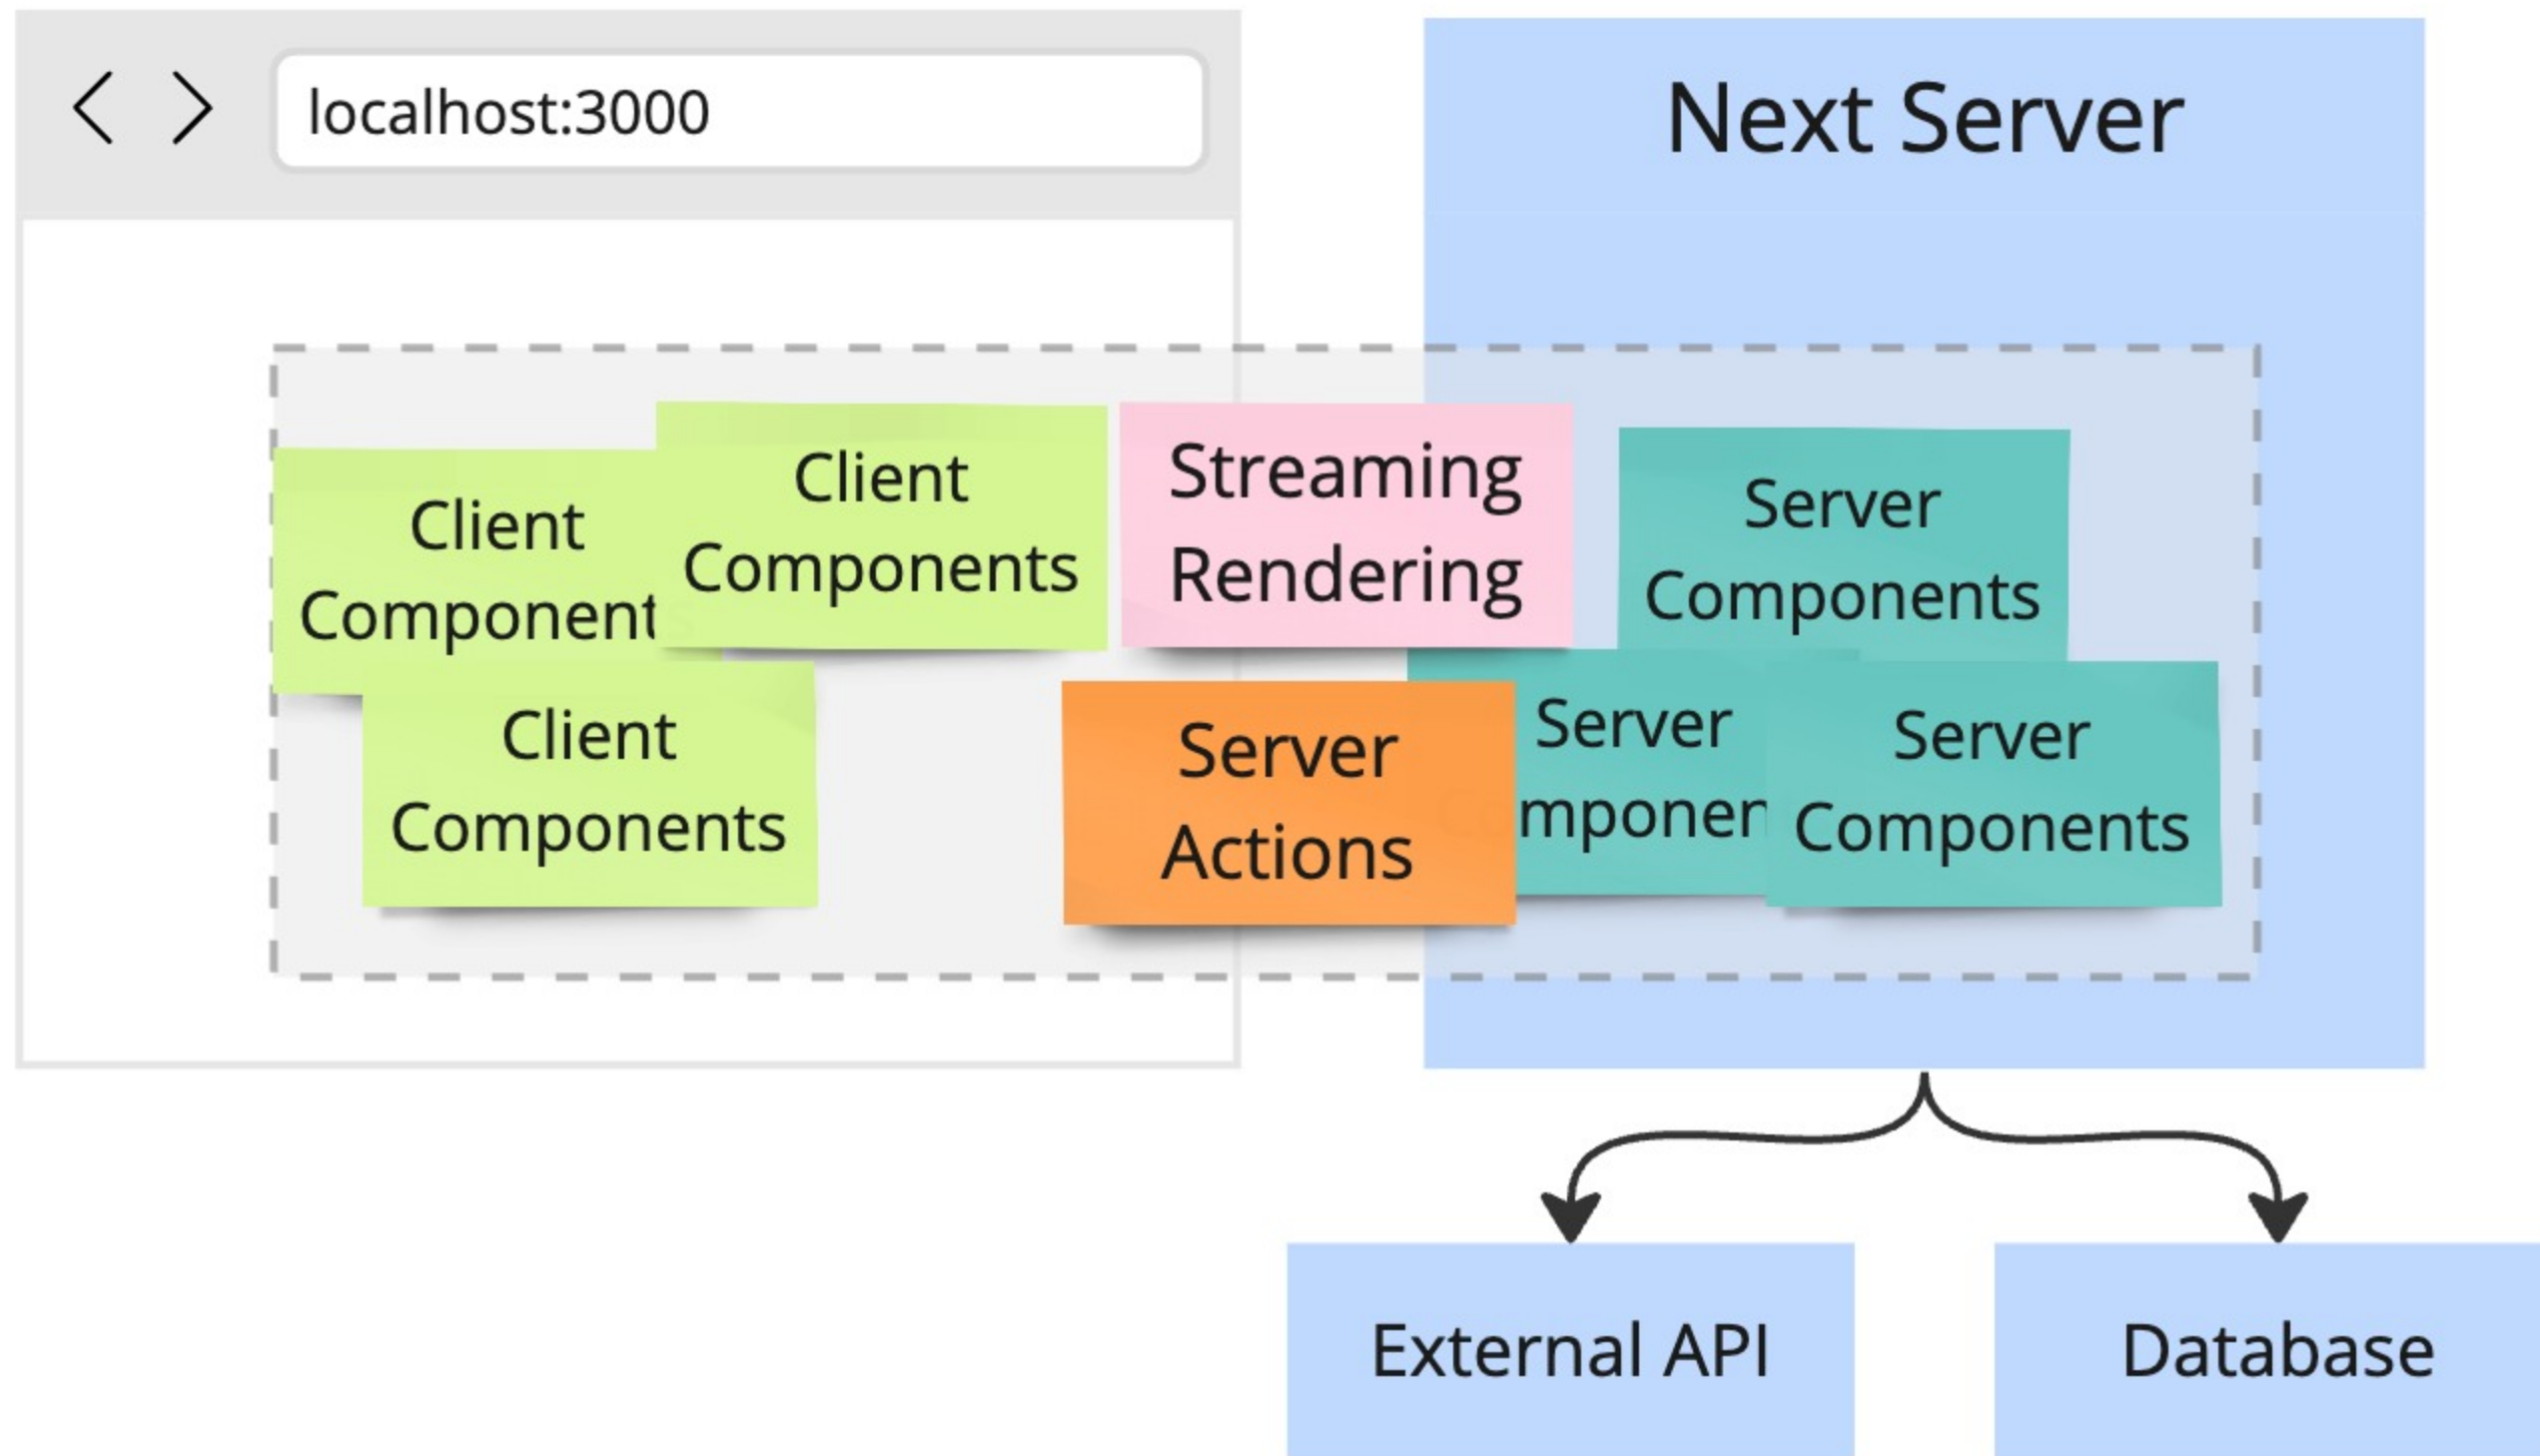 localhost:3000
Next Server
Client
Component
Client
Components
Streaming
Rendering
Server
Components
Client
Components
Server
Actions
Server
mponen
Server
Components
External API
Database